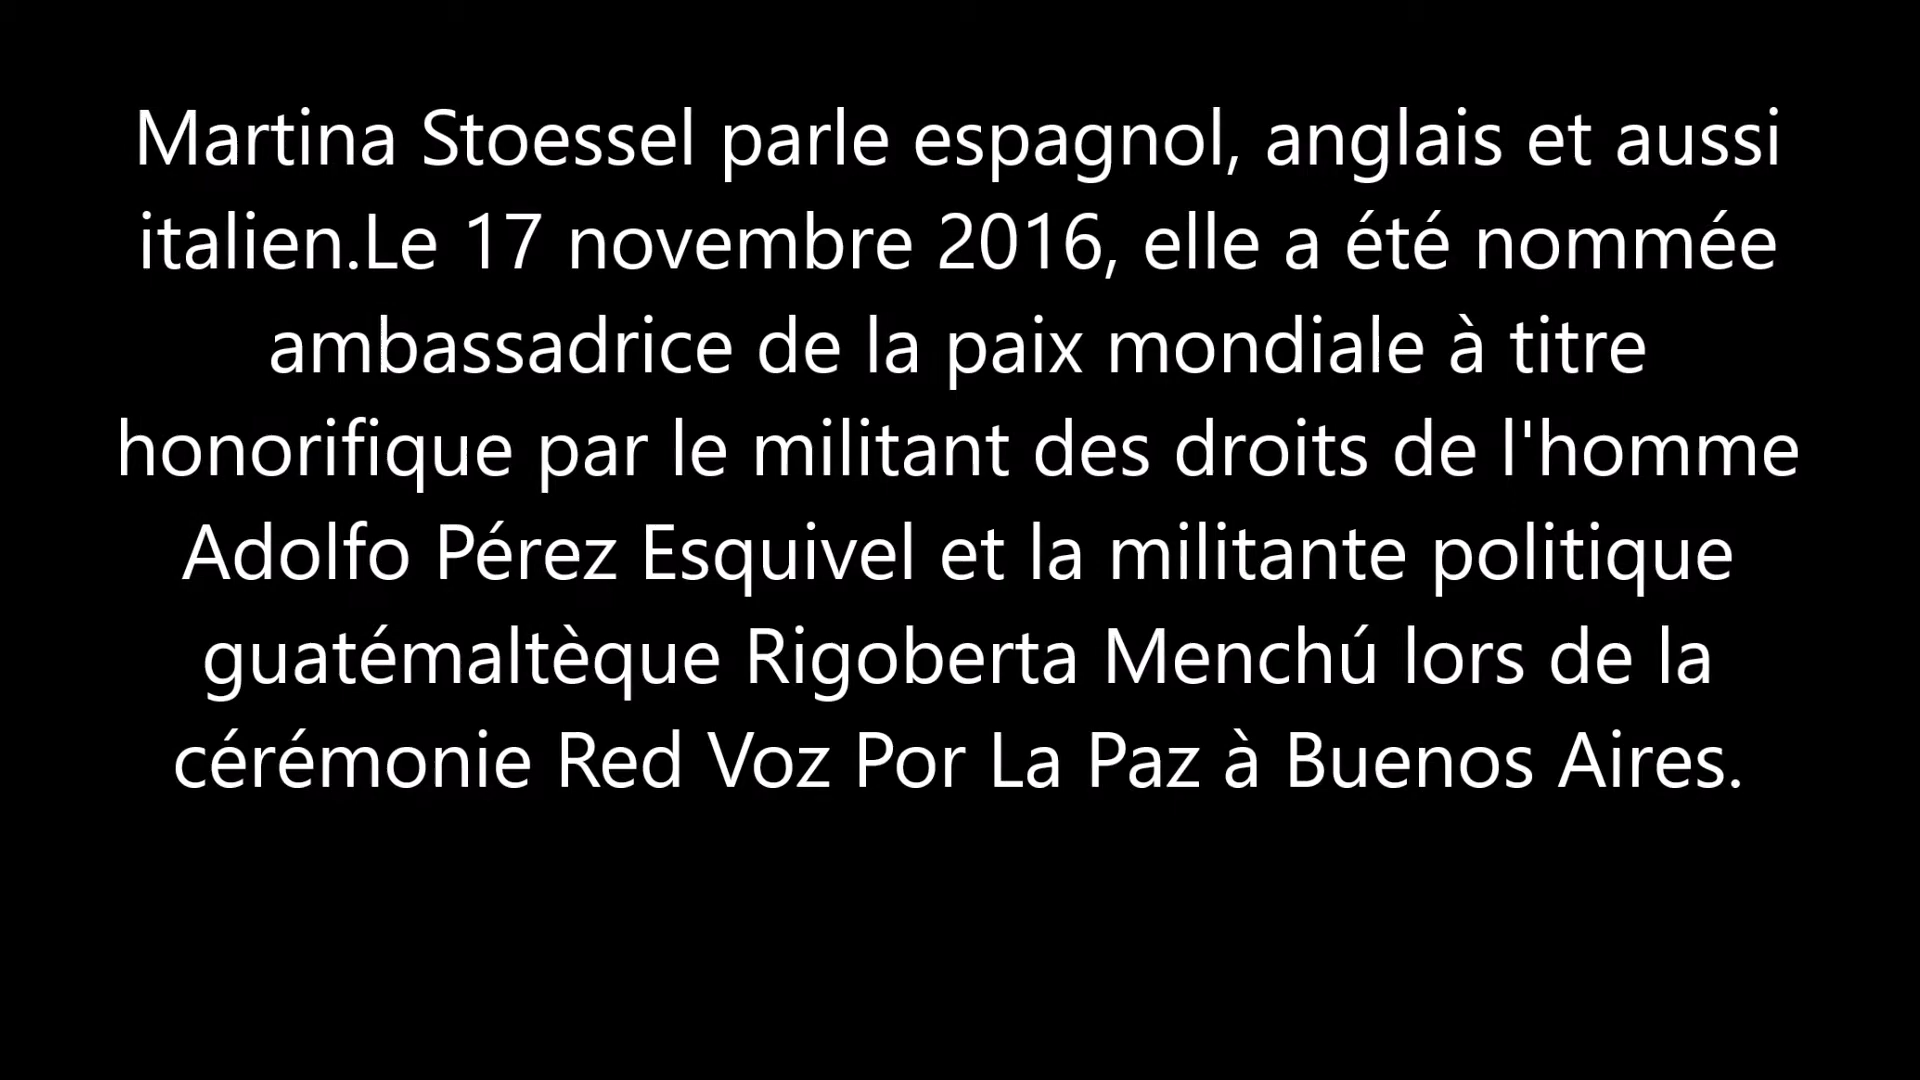 Martina Stoessel parle espagnol, anglais et aussi
italien.Le 17 novembre 2016, elle a été nommée
ambassadrice de la paix mondiale à titre
honorifique par le militant des droits de l'homme
Adolfo Pérez Esquivel et la militante politique
guatémaltèque Rigoberta Menchú lors de la
cérémonie Red Voz Por La Paz à Buenos Aires.